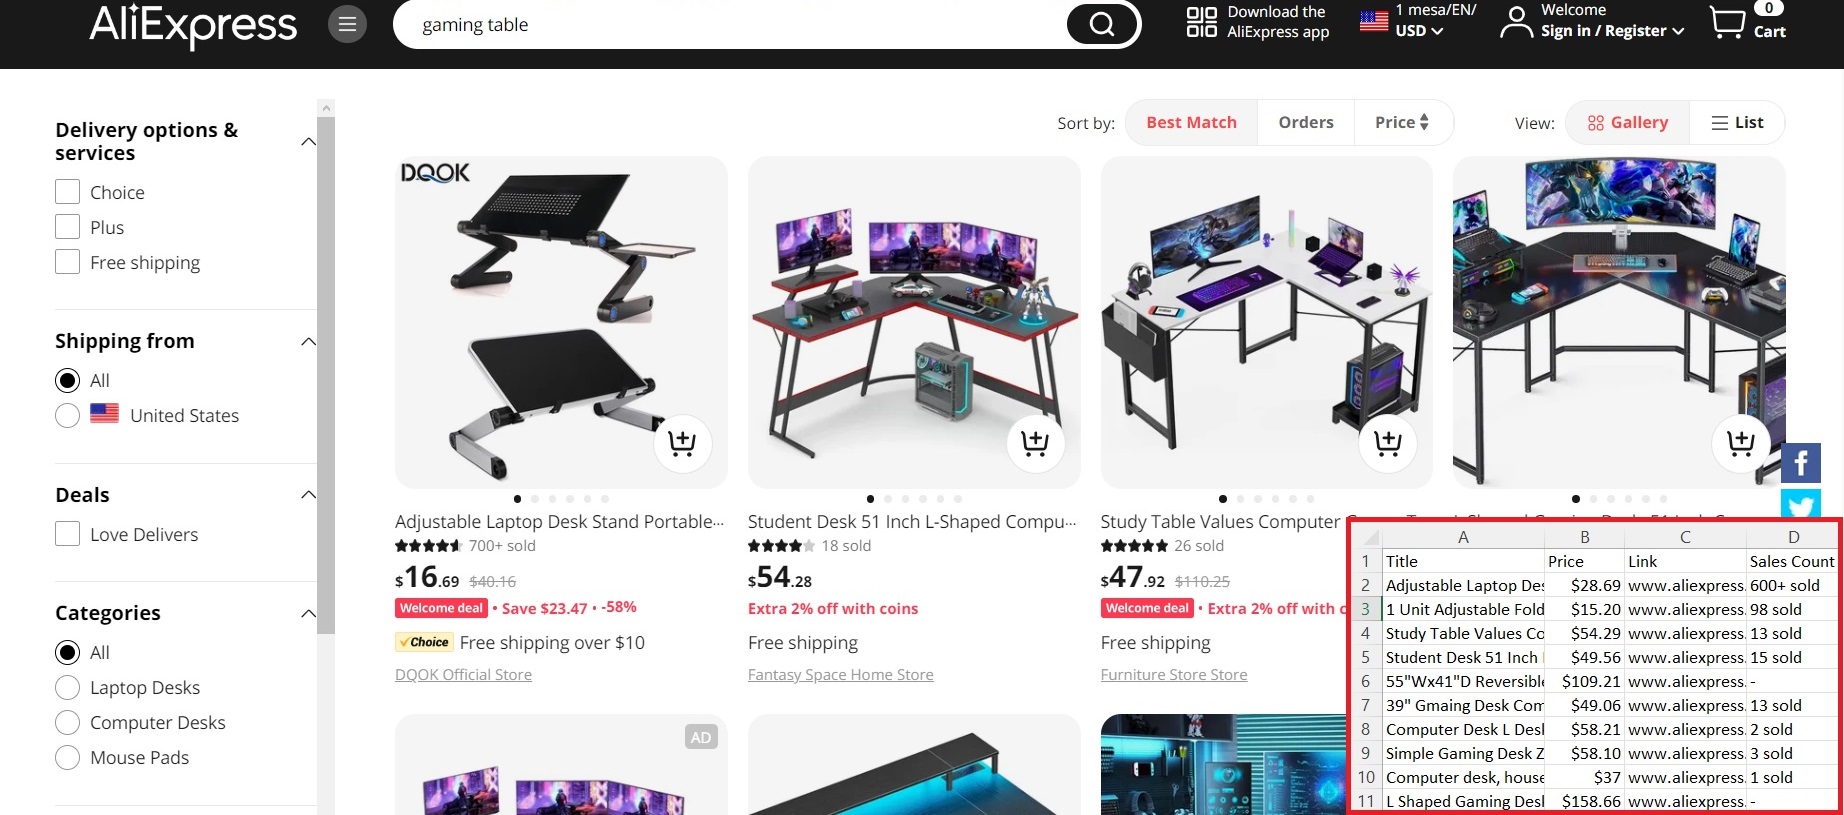 AliExpress
gaming table
Download the
AliExpress app
1 mesa/EN/
USD
Welcome
Sign in / Register
0
Cart
Delivery options &
services
Choice
Plus
Free shipping
Shipping from
All
United States
Deals
Love Delivers
Categories
All
Laptop Desks
Computer Desks
Mouse Pads
Sort by:
Best Match
Orders
Price
View:
Gallery
List
DQOK
Adjustable Laptop Desk Stand Portable···
700+ sold
$16.69 $40.16
Welcome deal • Save $23.47 • -58%
Choice Free shipping over $10
DQOK Official Store
Student Desk 51 Inch L-Shaped Compu···
18 sold
$54.28
Extra 2% off with coins
Free shipping
Fantasy Space Home Store
Study Table Values Computer
26 sold
$47.92 $110.25
Welcome deal • Extra 2% off with c
Free shipping
Furniture Store Store
AD
A B C D
1 Title Price Link Sales Count
2 Adjustable Laptop Des $28.69 www.aliexpress. 600+ sold
3 1 Unit Adjustable Fold $15.20 www.aliexpress. 98 sold
4 Study Table Values Co $54.29 www.aliexpress. 13 sold
5 Student Desk 51 Inch $49.56 www.aliexpress. 15 sold
6 55"Wx41"D Reversible $109.21 www.aliexpress. -
7 39" Gmaing Desk Com $49.06 www.aliexpress. 13 sold
8 Computer Desk L Desk $58.21 www.aliexpress. 2 sold
9 Simple Gaming Desk Z $58.10 www.aliexpress. 3 sold
10 Computer desk, house $37 www.aliexpress. 1 sold
11 L Shaped Gaming Desk $158.66 www.aliexpress. -